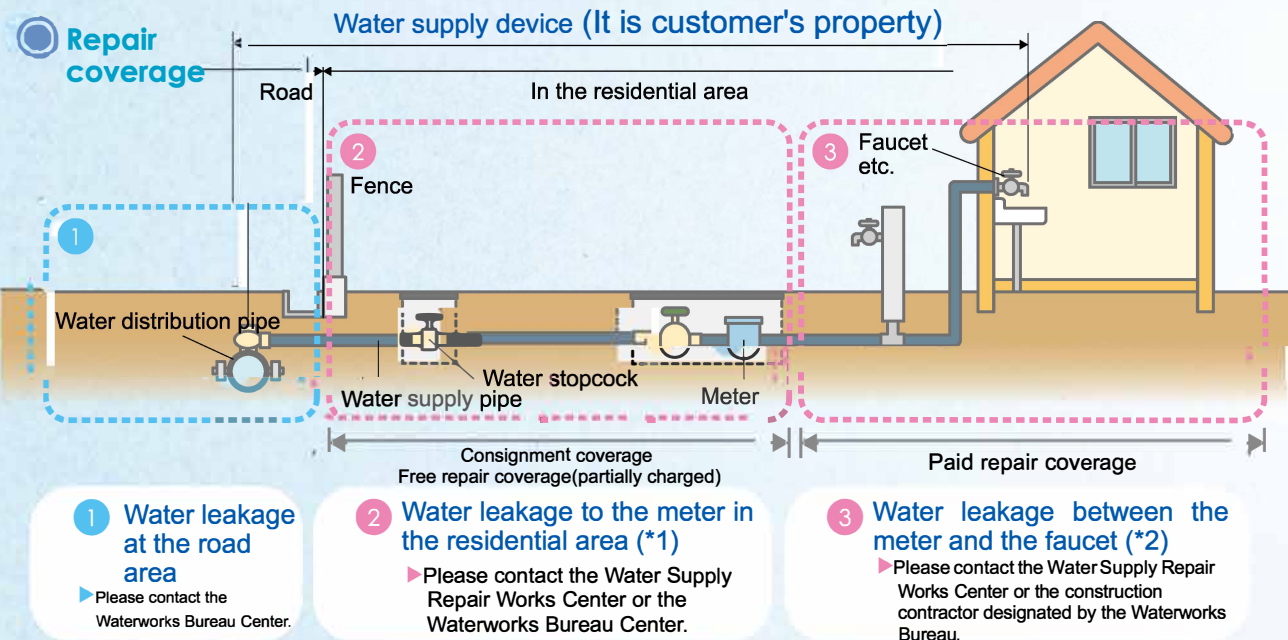 Repair
coverage
Water supply device (It is customer's property)
Road
In the residential area
1
2
Fence
3
Faucet
etc.
Water distribution pipe
Water stopcock
Water supply pipe
Meter
Consignment coverage
Free repair coverage(partially charged)
Paid repair coverage
1 Water leakage
at the road
area
▶Please contact the
Waterworks Bureau Center.
2 Water leakage to the meter in
the residential area (*1)
▶Please contact the Water Supply
Repair Works Center or the
Waterworks Bureau Center.
3 Water leakage between the
meter and the faucet (*2)
▶Please contact the Water Supply Repair
Works Center or the construction
contractor designated by the Waterworks
Bureau.